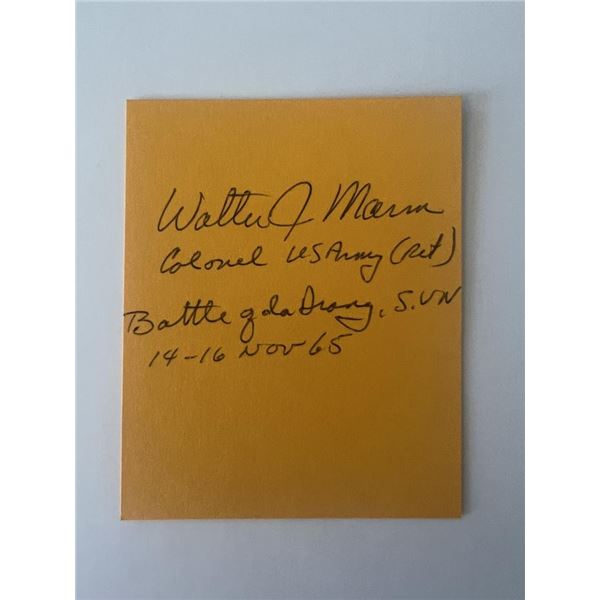 Walter J Marm
Colonel US Army (Ret)
Battle of Ia Drang, S.VN
14-16 Nov 65